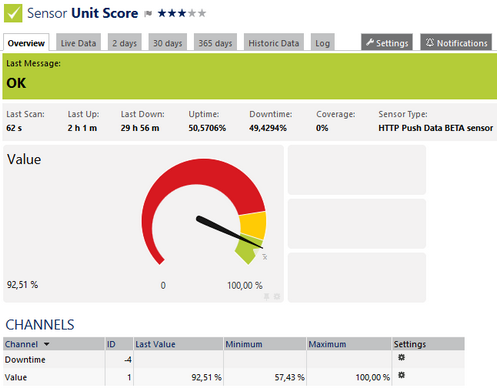 Sensor Unit Score
Overview Live Data 2 days 30 days 365 days Historic Data Log Settings Notifications
Last Message:
OK
Last Scan: Last Up: Last Down: Uptime: Downtime: Coverage: Sensor Type:
62 s 2 h 1 m 29 h 56 m 50,5706% 49,4294% 0% HTTP Push Data BETA sensor
Value
92,51 % 0 100,00 %
CHANNELS
Channel ID Last Value Minimum Maximum Settings
Downtime -4
Value 1 92,51 % 57,43 % 100,00 %